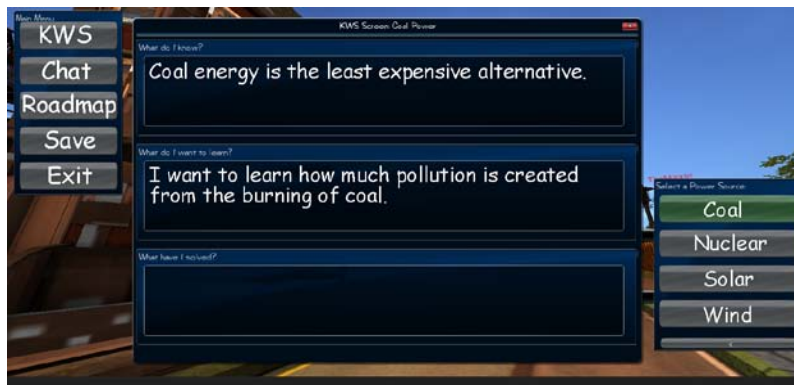 Main Menu
KWS
Chat
Roadmap
Save
Exit
KWS Screen Coal Power
What do I know?
Coal energy is the least expensive alternative.
What do I want to learn?
I want to learn how much pollution is created
from the burning of coal.
What have I solved?
Select a Power Source
Coal
Nuclear
Solar
Wind